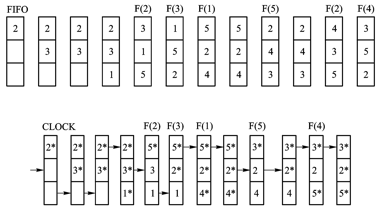 FIFO F(2) F(3) F(1) F(5) F(2) F(4)
2 2 2 2 3 1 5 5 2 2 4 3
3 3 3 1 5 2 2 3 3 3 5
1 5 2 4 4 4 5 5 2
CLOCK F(2) F(3) F(1) F(5) F(4)
2* 2* 2* 2* 5* 5* 5* 5* 3* 3* 3* 3*
3* 3* 3* 3 2* 2* 2* 2 2* 2 2*
1* 1 1 4* 4* 4 4 5* 5*